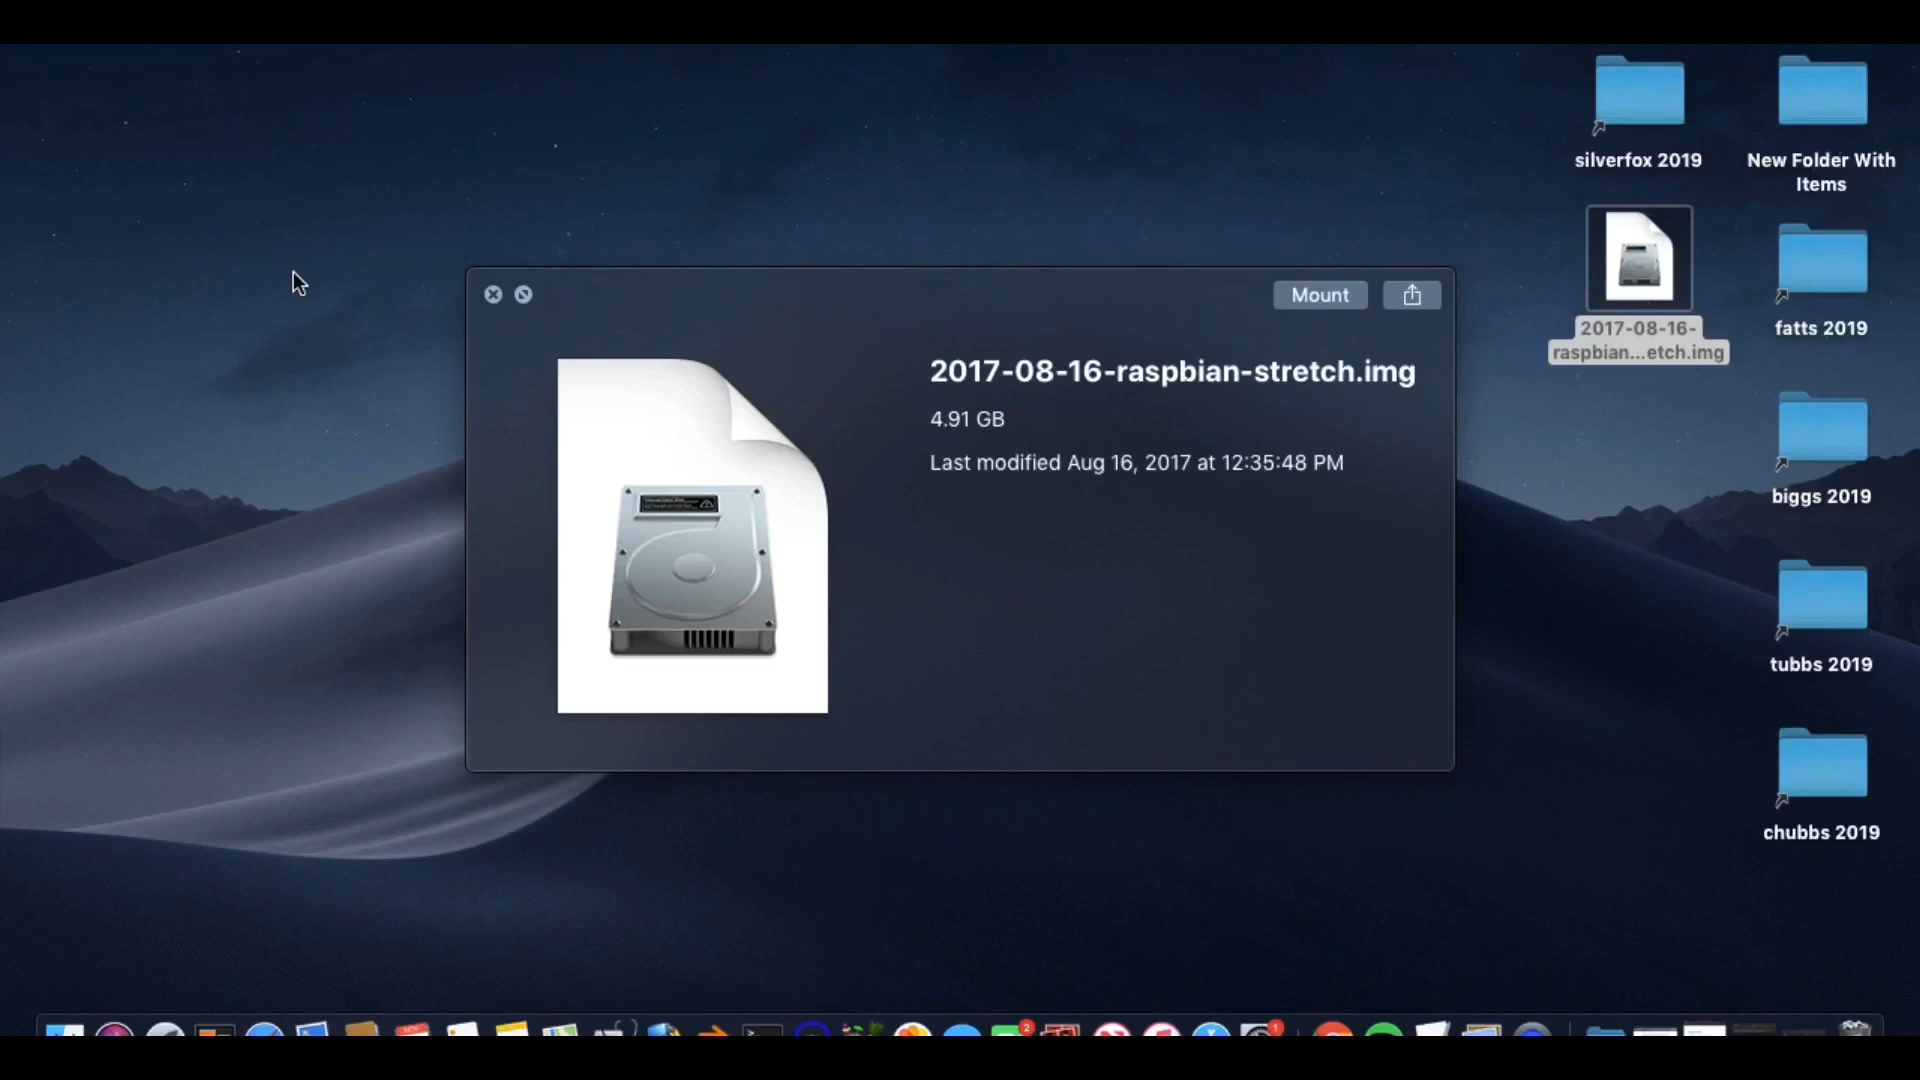 silverfox 2019
New Folder With
Items
Mount
2017-08-16-
raspbian...etch.img
fatts 2019
2017-08-16-raspbian-stretch.img
4.91 GB
Last modified Aug 16, 2017 at 12:35:48 PM
biggs 2019
tubbs 2019
chubbs 2019
2
1